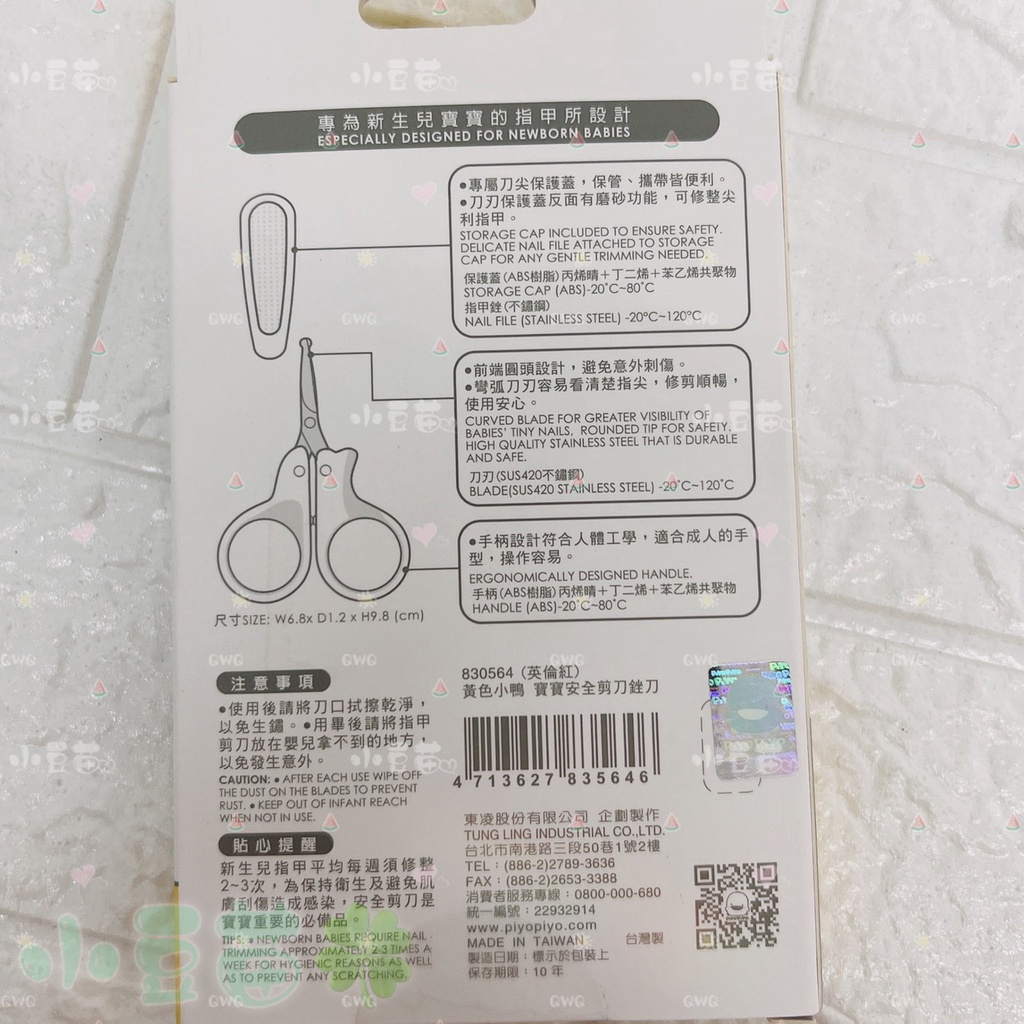 專為新生兒寶寶的指甲所設計
ESPECIALLY DESIGNED FOR NEWBORN BABIES
●專屬刀尖保護蓋，保管、攜帶皆便利。
●刀刃保護蓋反面有磨砂功能，可修整尖
利指甲。
STORAGE CAP INCLUDED TO ENSURE SAFETY.
DELICATE NAIL FILE ATTACHED TO STORAGE
CAP FOR ANY GENTLE TRIMMING NEEDED.
保護蓋(ABS樹脂)丙烯晴＋丁二烯＋苯乙烯共聚物
STORAGE CAP (ABS)-20°C~80°C
指甲銼(不鏽鋼)
NAIL FILE (STAINLESS STEEL) -20°C~120°C
●前端圓頭設計，避免意外刺傷。
●彎弧刀刃容易看清楚指尖，修剪順暢，
使用安心。
CURVED BLADE FOR GREATER VISIBILITY OF
BABIES' TINY NAILS, ROUNDED TIP FOR SAFETY.
HIGH QUALITY STAINLESS STEEL THAT IS DURABLE
AND SAFE.
刀刃(SUS420不鏽鋼)
BLADE(SUS420 STAINLESS STEEL) -20°C~120°C
●手柄設計符合人體工學，適合成人的手
型，操作容易。
ERGONOMICALLY DESIGNED HANDLE.
手柄(ABS樹脂)丙烯晴＋丁二烯＋苯乙烯共聚物
HANDLE (ABS)-20°C~80°C
尺寸SIZE: W6.8x D1.2 x H9.8 (cm)
注意事項
●使用後請將刀口拭擦乾淨，
以免生鏽。●用畢後請將指甲
剪刀放在嬰兒拿不到的地方，
以免發生意外。
CAUTION: ● AFTER EACH USE WIPE OFF
THE DUST ON THE BLADES TO PREVENT
RUST. ● KEEP OUT OF INFANT REACH
WHEN NOT IN USE.
貼心提醒
新生兒指甲平均每週須修整
2~3次，為保持衛生及避免肌
膚刮傷造成感染，安全剪刀是
寶寶重要的必備品。
TIPS: ● NEWBORN BABIES REQUIRE NAIL
TRIMMING APPROXIMATELY 2-3 TIMES A
WEEK FOR HYGIENIC REASONS AS WELL
AS TO PREVENT ANY SCRATCHING.
830564 (英倫紅)
黃色小鴨 寶寶安全剪刀銼刀
4 713627 835646
東凌股份有限公司 企劃製作
TUNG LING INDUSTRIAL CO.,LTD.
台北市南港路三段50巷1號2樓
TEL：(886-2)2789-3636
FAX：(886-2)2653-3388
消費者服務專線：0800-000-680
統一編號：22932914
www.piyopiyo.com
MADE IN TAIWAN 台灣製
製造日期：標示於包裝上
保存期限：10 年
小豆苗
GWG